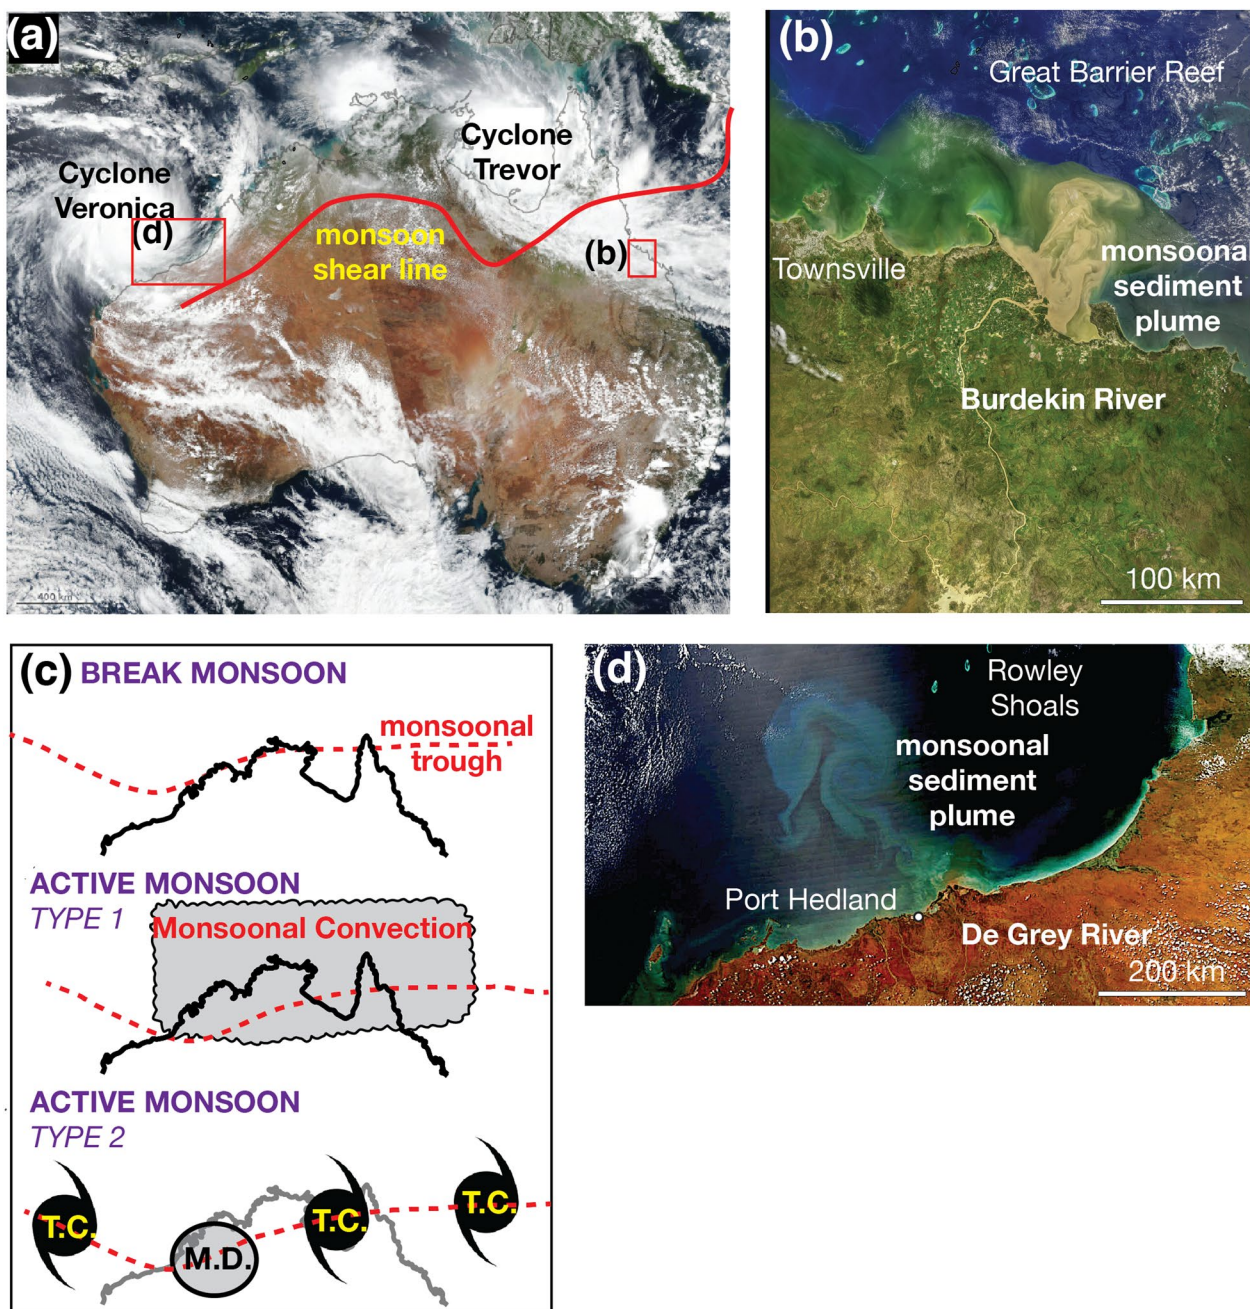 (a)
Cyclone
Trevor
Cyclone
Veronica
(d)
monsoon
shear line
(b)
400 km
(b)
Great Barrier Reef
Townsville
monsoonal
sediment
plume
Burdekin River
100 km
(c) BREAK MONSOON
monsoonal
trough
ACTIVE MONSOON
TYPE 1
Monsoonal Convection
ACTIVE MONSOON
TYPE 2
T.C.
M.D.
T.C.
T.C.
(d)
Rowley
Shoals
monsoonal
sediment
plume
Port Hedland
De Grey River
200 km